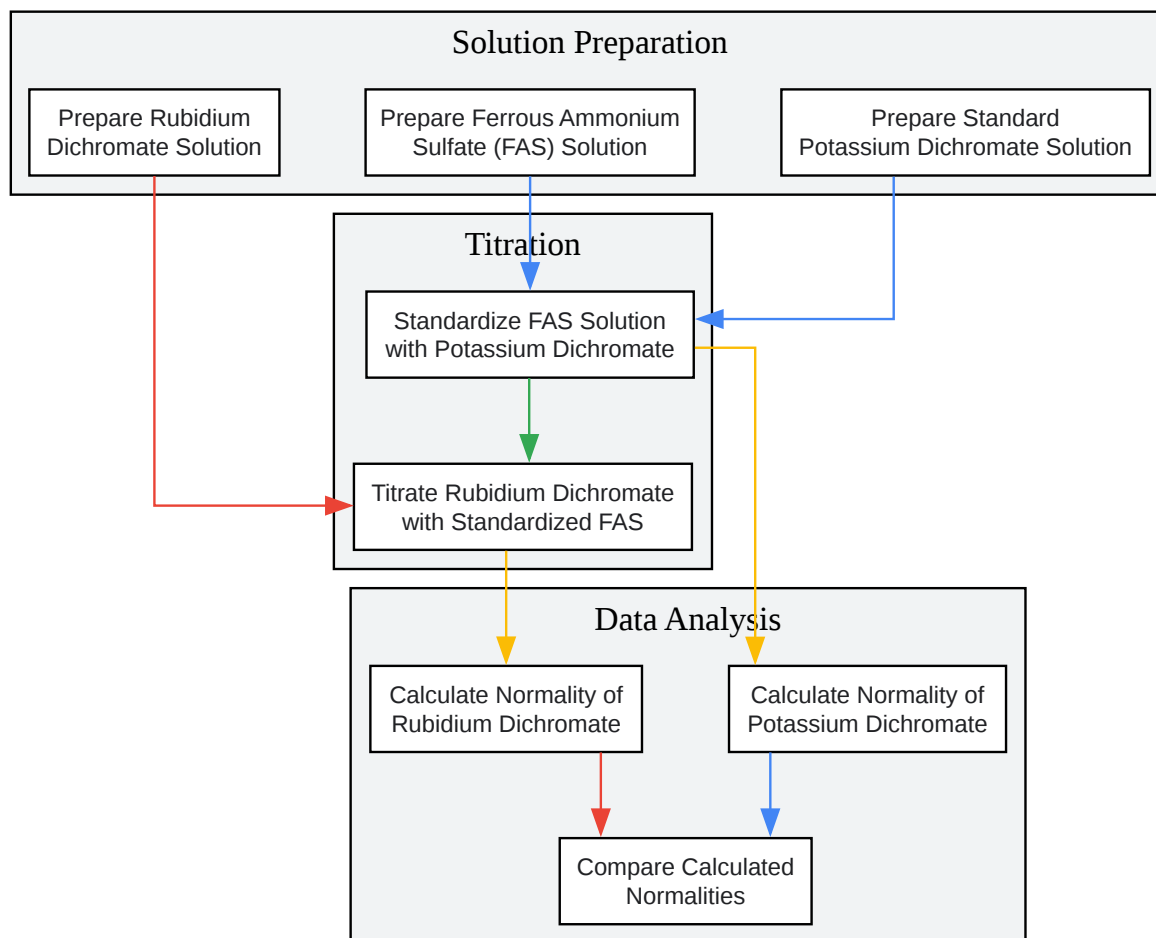 Solution Preparation
Prepare Rubidium
Dichromate Solution
Prepare Ferrous Ammonium
Sulfate (FAS) Solution
Prepare Standard
Potassium Dichromate Solution
Titration
Standardize FAS Solution
with Potassium Dichromate
Titrate Rubidium Dichromate
with Standardized FAS
Data Analysis
Calculate Normality of
Rubidium Dichromate
Calculate Normality of
Potassium Dichromate
Compare Calculated
Normalities